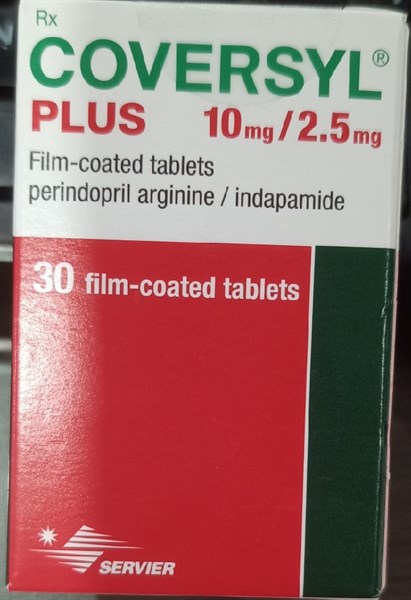 Rx
COVERSYL®
PLUS 10mg/2.5mg
Film-coated tablets
perindopril arginine / indapamide
30 film-coated tablets
SERVIER